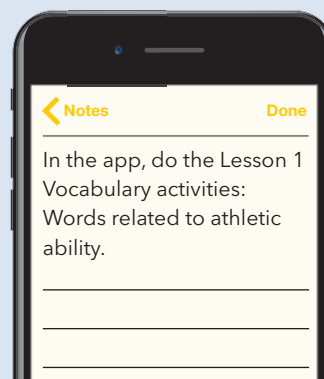 Notes
Done
In the app, do the Lesson 1
Vocabulary activities:
Words related to athletic
ability.